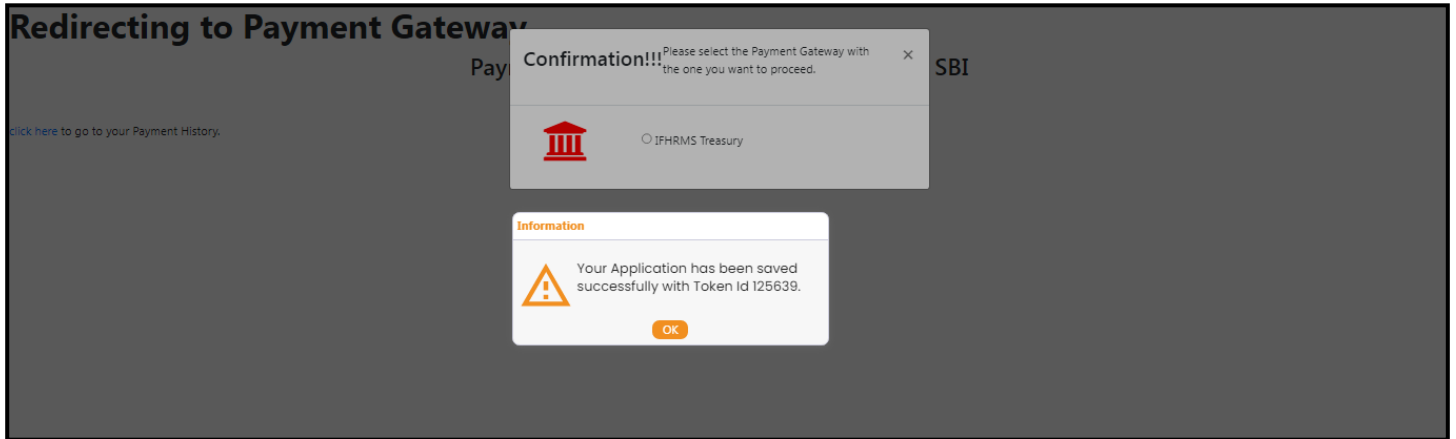 Redirecting to Payment Gateway
Confirmation!!! Please select the Payment Gateway with
the one you want to proceed.
×
Pay
SBI
click here to go to your Payment History.
IFHRMS Treasury
Information
Your Application has been saved
successfully with Token Id 125639.
OK